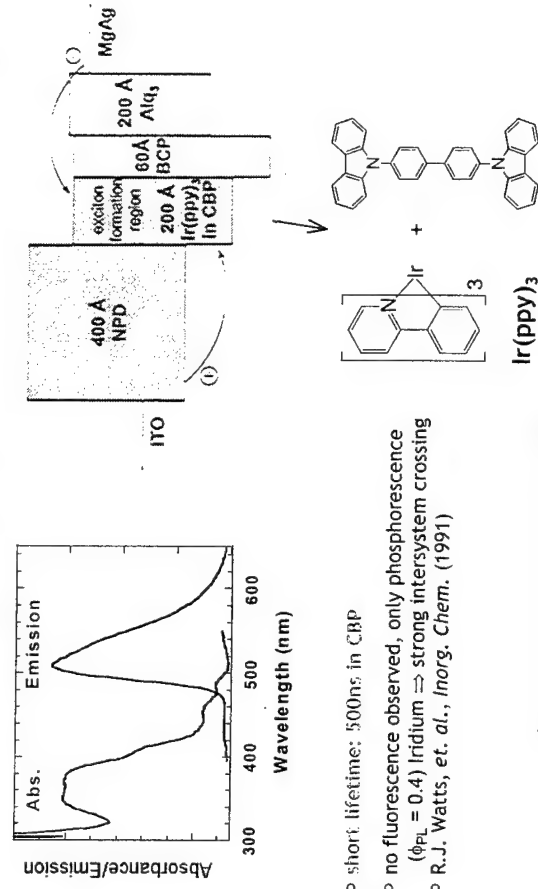 Abs.
Emission
Absorbance/Emission
300
400
500
600
Wavelength (nm)
short lifetime: 500ns in CBP
no fluorescence observed, only phosphorescence
(ϕPL = 0.4) Iridium ⇒ strong intersystem crossing
R.J. Watts, et. al., Inorg. Chem. (1991)
ITO
400 Å
NPD
exciton
formation
region
200 Å
Ir(ppy)3
in CBP
60Å
BCP
200 Å
Alq3
MgAg
(-)
(+)
N
Ir
3
+
N
N
Ir(ppy)3